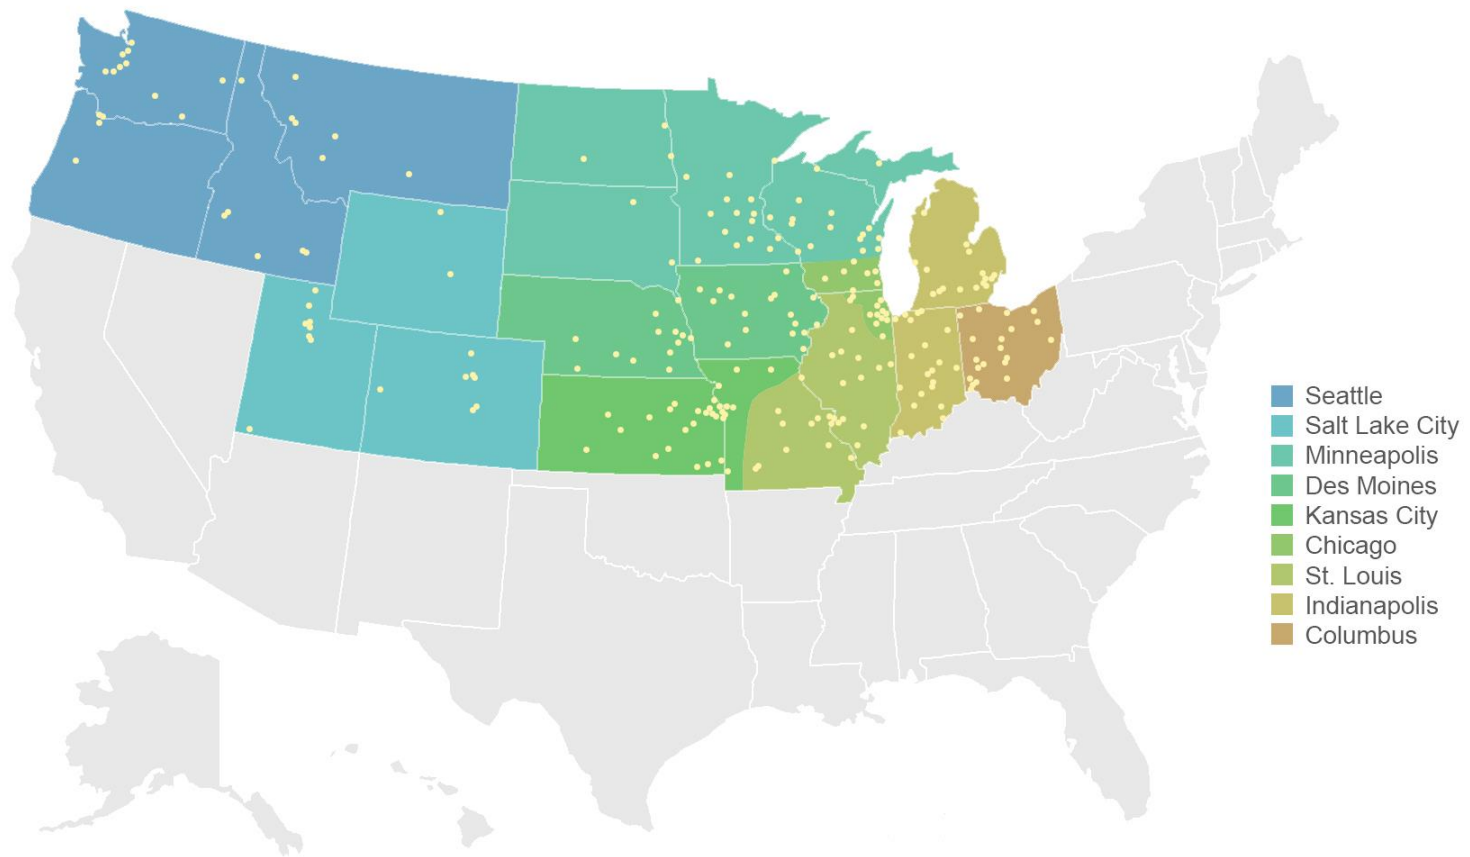 Seattle
Salt Lake City
Minneapolis
Des Moines
Kansas City
Chicago
St. Louis
Indianapolis
Columbus